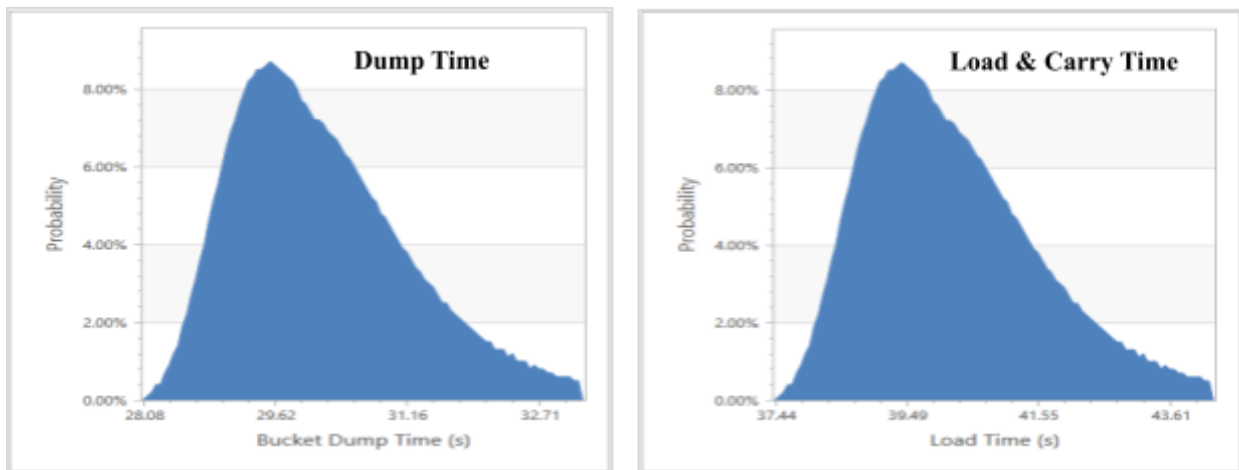 Dump Time
8.00%
6.00%
4.00%
2.00%
0.00%
Probability
28.08 29.62 31.16 32.71
Bucket Dump Time (s)
Load & Carry Time
8.00%
6.00%
4.00%
2.00%
0.00%
Probability
37.44 39.49 41.55 43.61
Load Time (s)